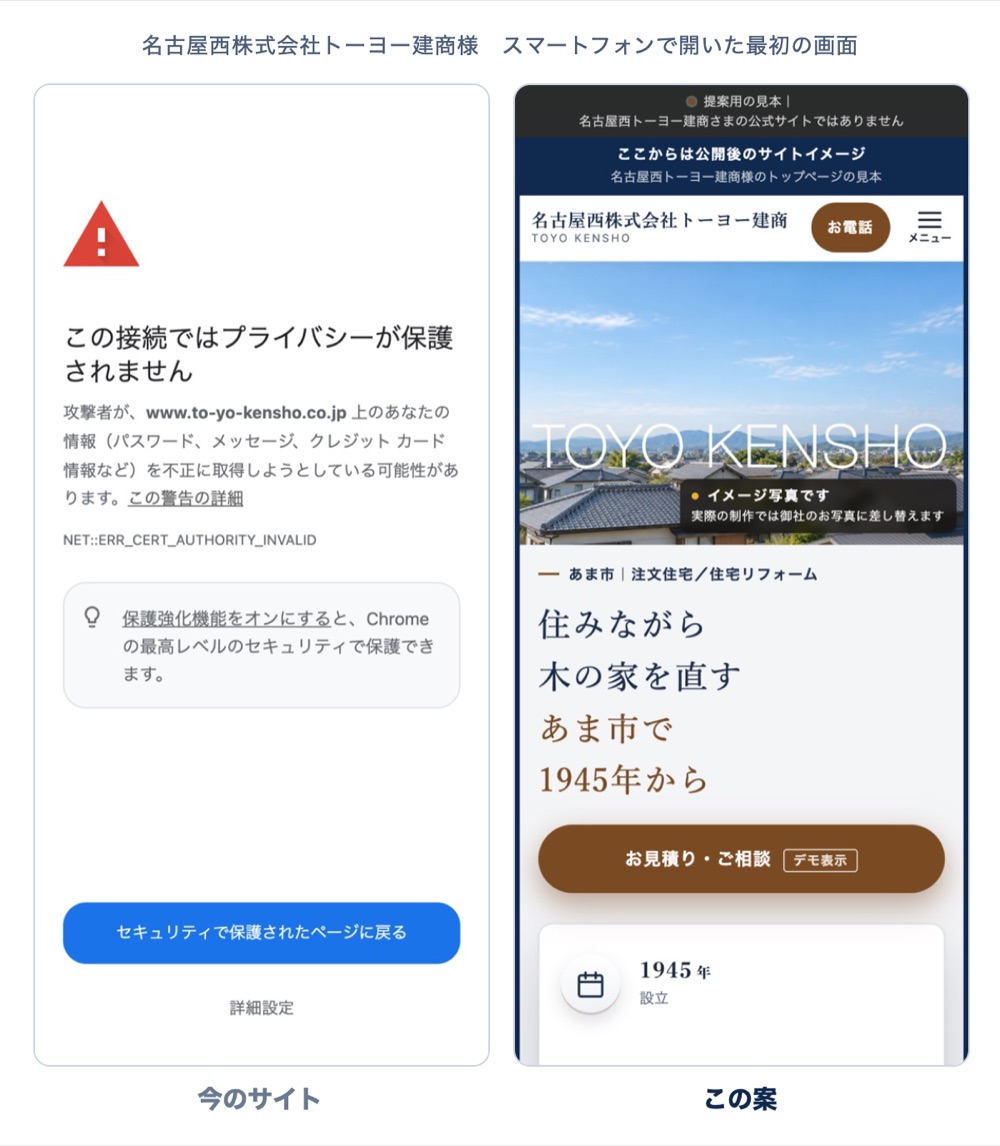 名古屋西株式会社トーヨー建商様　スマートフォンで開いた最初の画面
この接続ではプライバシーが保護
されません
攻撃者が、www.to-yo-kensho.co.jp 上のあなたの
情報（パスワード、メッセージ、クレジット カード
情報など）を不正に取得しようとしている可能性があ
ります。この警告の詳細
NET::ERR_CERT_AUTHORITY_INVALID
保護強化機能をオンにすると、Chrome
の最高レベルのセキュリティで保護でき
ます。
セキュリティで保護されたページに戻る
詳細設定
今のサイト
提案用の見本｜
名古屋西トーヨー建商さまの公式サイトではありません
ここからは公開後のサイトイメージ
名古屋西トーヨー建商様のトップページの見本
名古屋西株式会社トーヨー建商
TOYO KENSHO
お電話
メニュー
TOYO KENSHO
イメージ写真です
実際の制作では御社のお写真に差し替えます
あま市｜注文住宅／住宅リフォーム
住みながら
木の家を直す
あま市で
1945年から
お見積り・ご相談 デモ表示
1945年
設立
この案